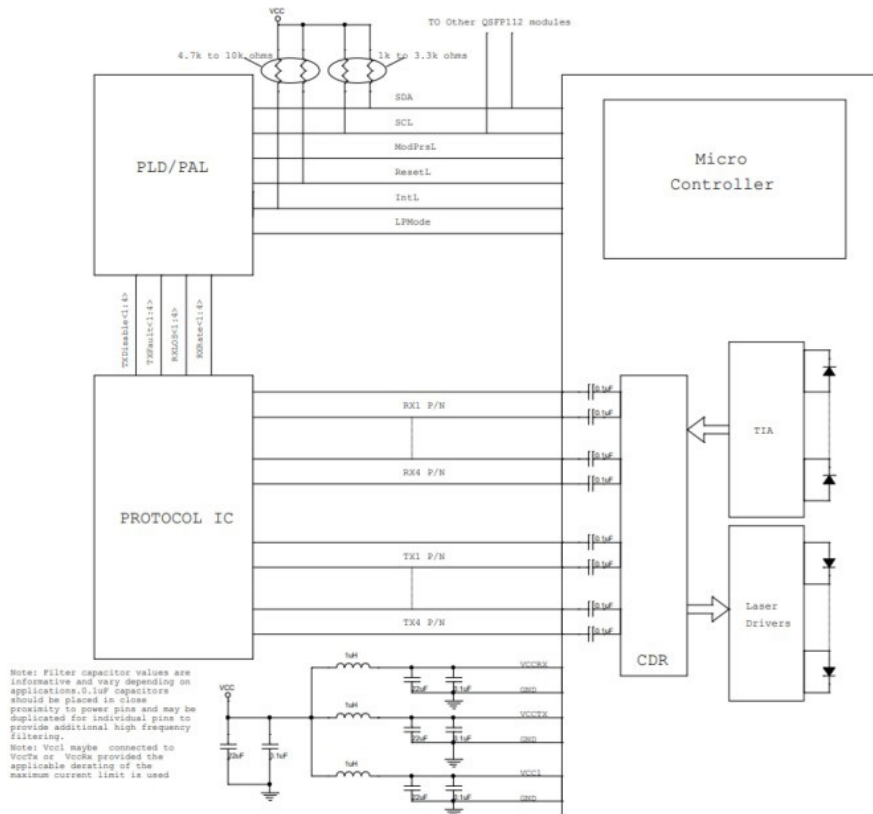 VCC
TO Other QSFP112 modules
4.7k to 10k ohms
1k to 3.3k ohms
SDA
SCL
ModPrsL
ResetL
IntL
LPMode
PLD/PAL
Micro
Controller
TXDisable<1:4>
TXFault<1:4>
RXLOS<1:4>
RXRate<1:4>
0.1uF
RX1 P/N
0.1uF
0.1uF
RX4 P/N
0.1uF
TIA
PROTOCOL IC
0.1uF
TX1 P/N
0.1uF
0.1uF
TX4 P/N
0.1uF
CDR
Laser
Drivers
Note: Filter capacitor values are
informative and vary depending on
applications.0.1uF capacitors
should be placed in close
proximity to power pins and may be
duplicated for individual pins to
provide additional high frequency
filtering.
Note: Vcc1 maybe connected to
VccTx or VccRx provided the
applicable derating of the
maximum current limit is used
VCC
22uF
0.1uF
1uH
VCCRX
22uF
0.1uF
GND
1uH
VCCTX
22uF
0.1uF
GND
1uH
VCC1
22uF
0.1uF
GND